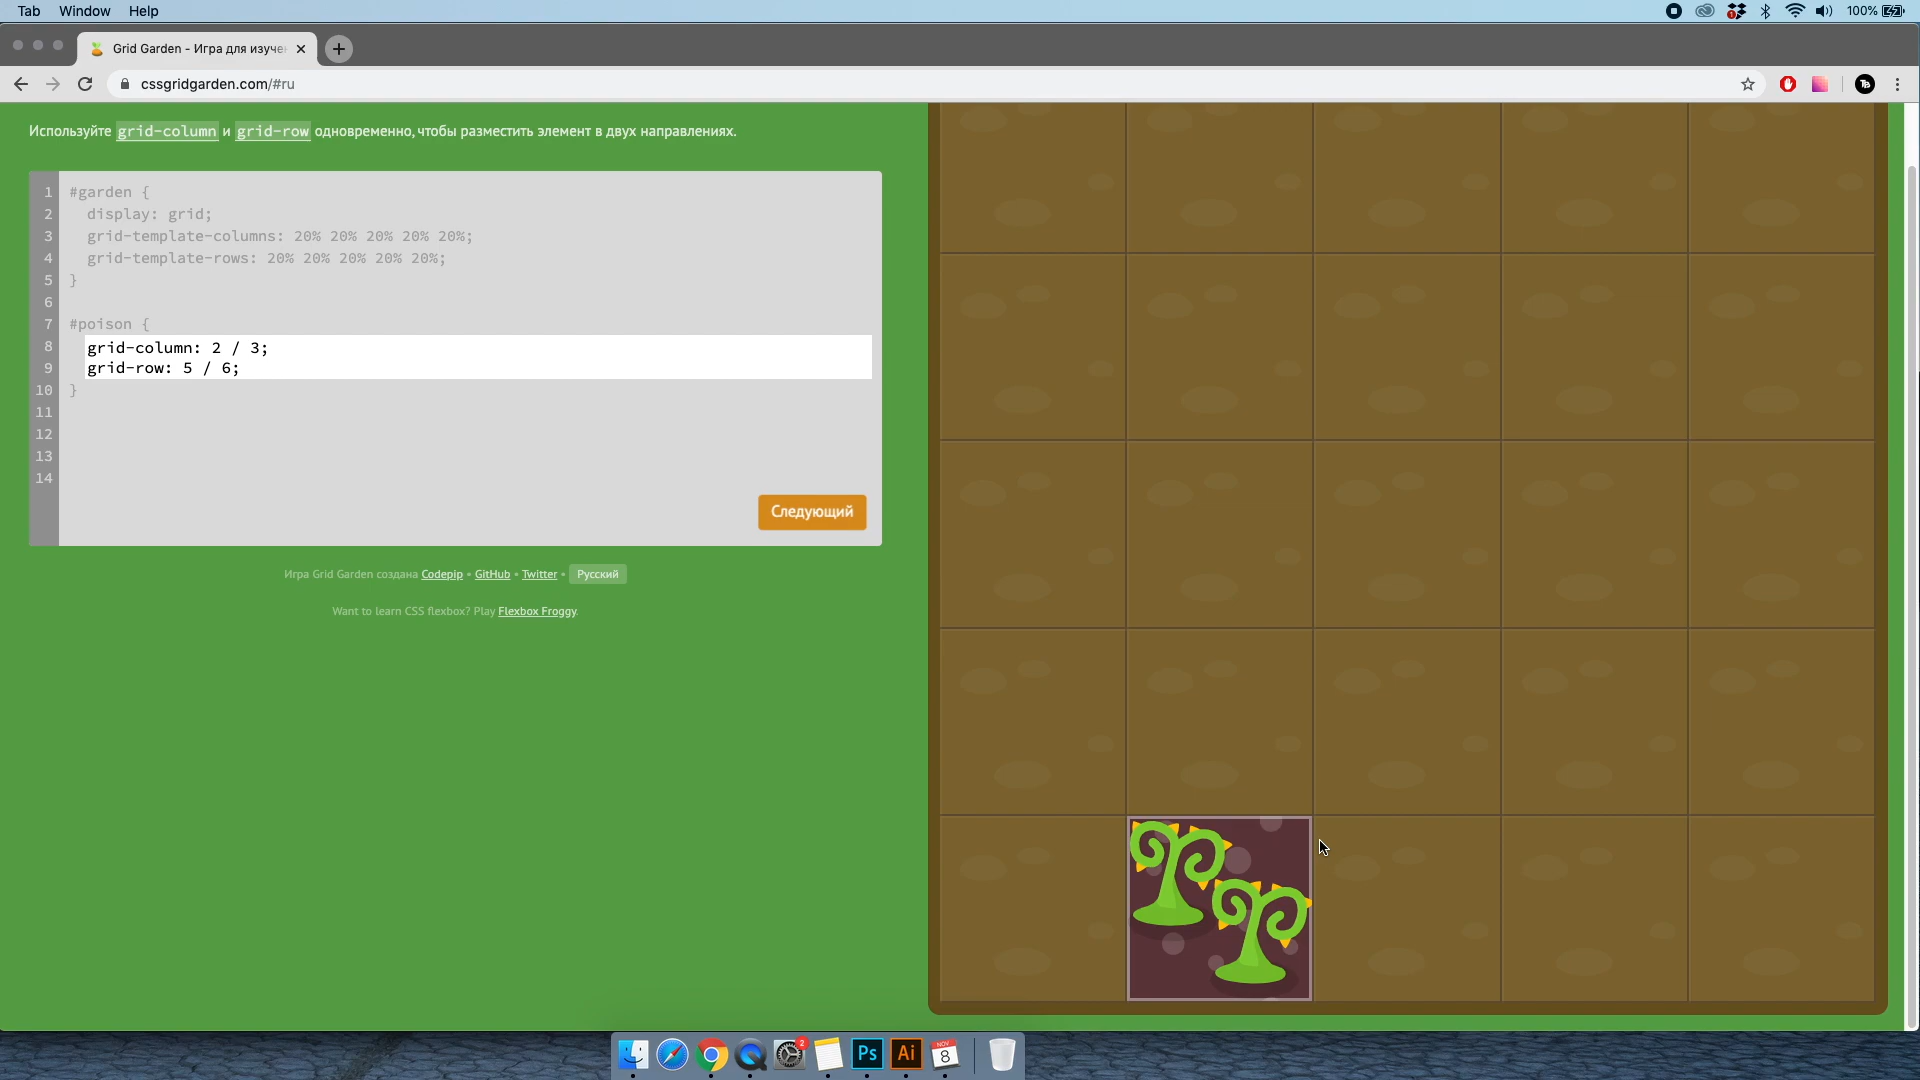 Tab Window Help
1
100%
Grid Garden - Игра для изуче
cssgridgarden.com/#ru
TB
Используйте grid-column и grid-row одновременно, чтобы разместить элемент в двух направлениях.
1 #garden {
2 display: grid;
3 grid-template-columns: 20% 20% 20% 20% 20%;
4 grid-template-rows: 20% 20% 20% 20% 20%;
5 }
6
7 #poison {
8 grid-column: 2 / 3;
9 grid-row: 5 / 6;
10 }
11
12
13
14
Следующий
Игра Grid Garden создана Codepip • GitHub • Twitter • Русский
Want to learn CSS flexbox? Play Flexbox Froggy.
2
Ps
Ai
NOV
8